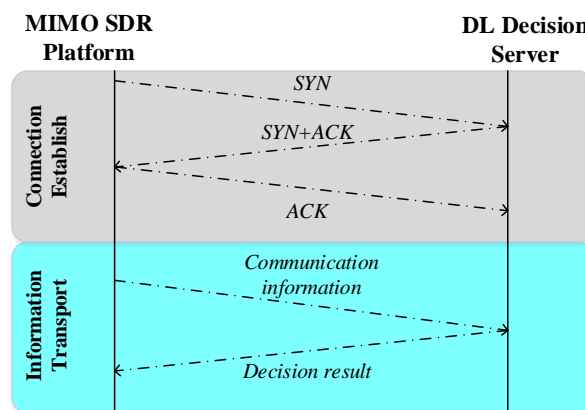 MIMO SDR
Platform
DL Decision
Server
Connection
Establish
SYN
SYN+ACK
ACK
Information
Transport
Communication
information
Decision result